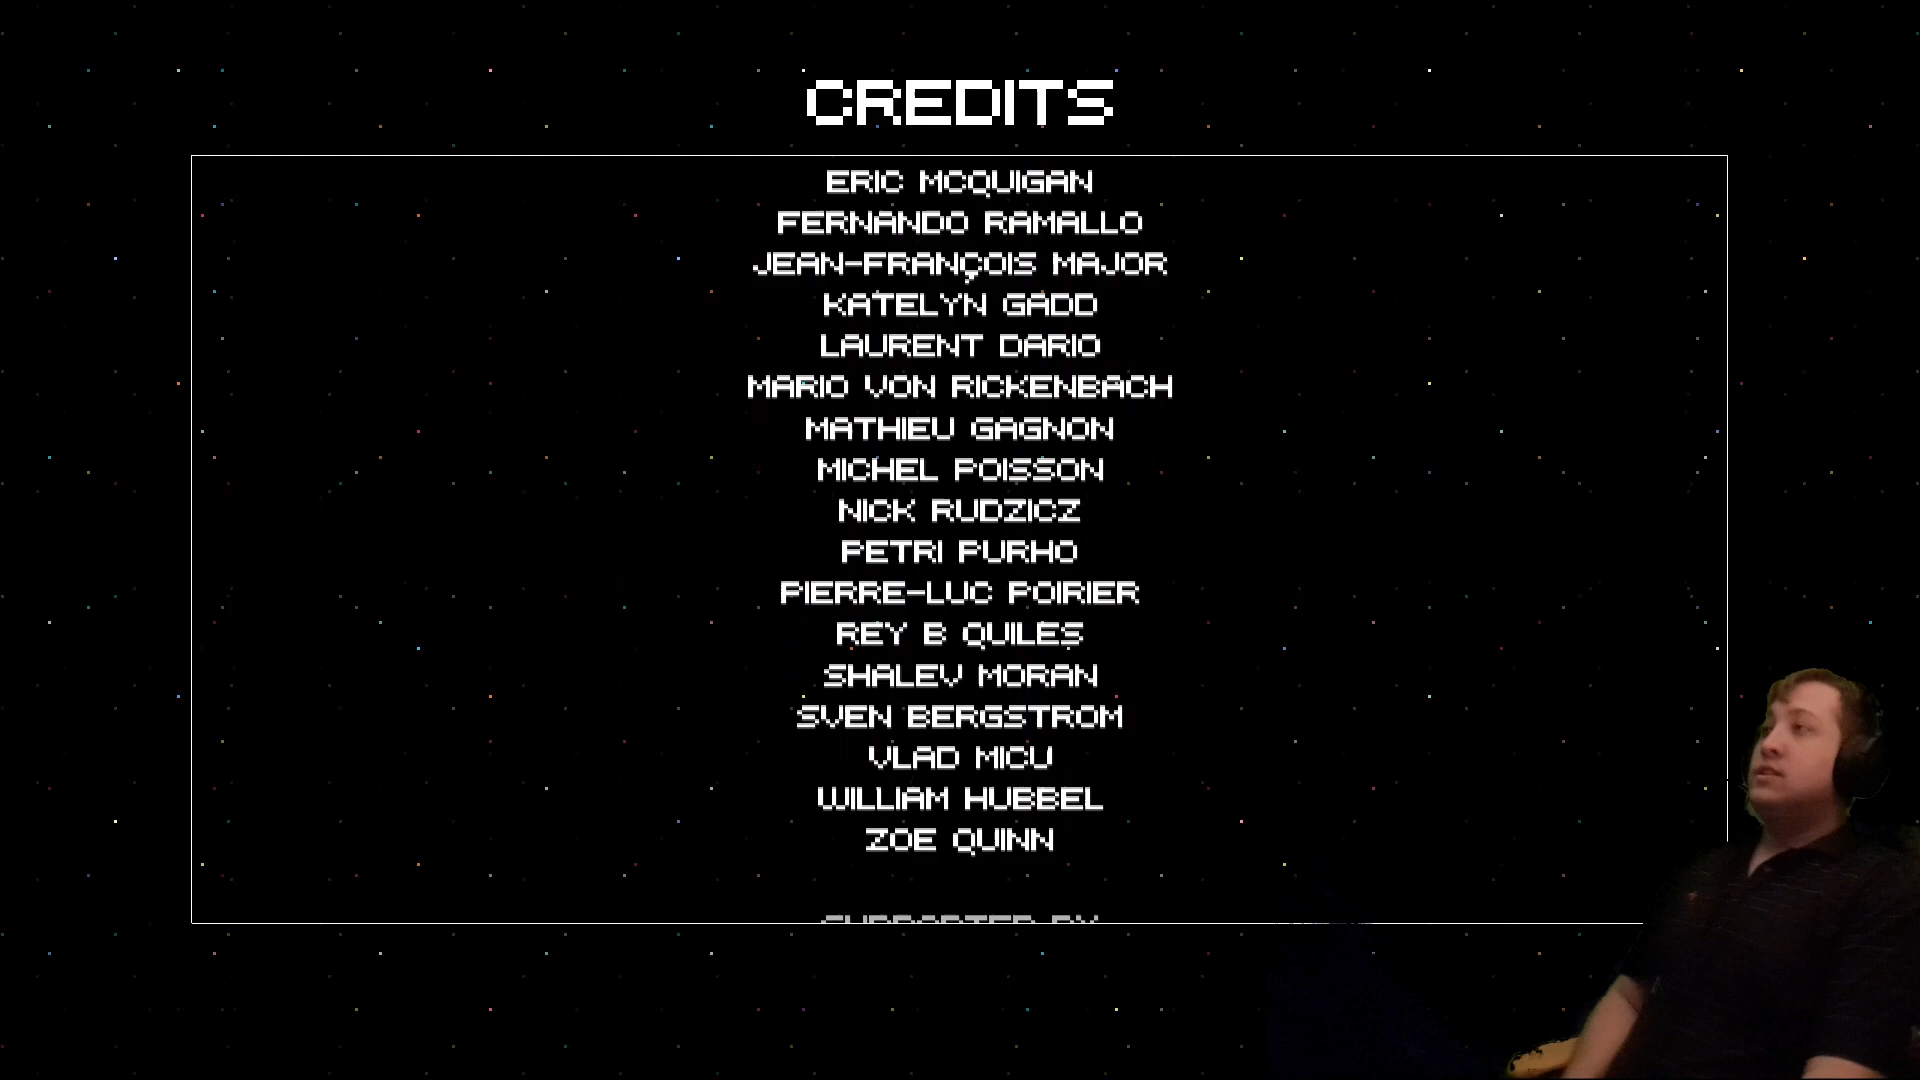 CREDITS
ERIC MCQUIGAN
FERNANDO RAMALLO
JEAN-FRANÇOIS MAJOR
KATELYN GADD
LAURENT DARIO
MARIO VON RICKENBACH
MATHIEU GAGNON
MICHEL POISSON
NICK RUDZICZ
PETRI PURHO
PIERRE-LUC POIRIER
REY B QUILES
SHALEV MORAN
SVEN BERGSTROM
VLAD MICU
WILLIAM HUBBEL
ZOE QUINN
SUPPORTED BY